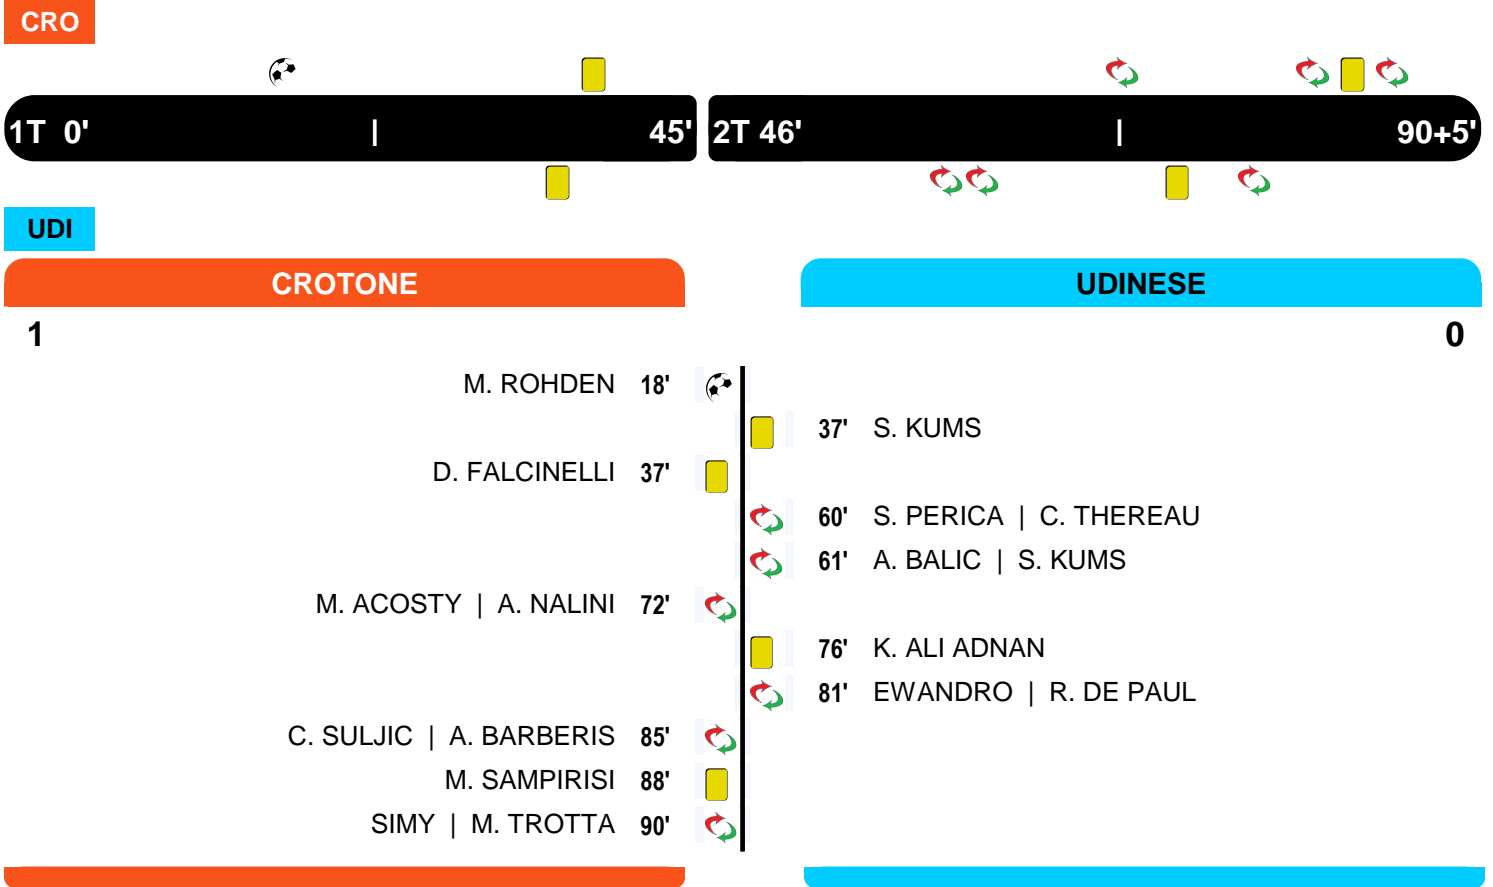 CRO
1T 0' | 45' 2T 46' | 90+5'
UDI
CROTONE UDINESE
1 0
M. ROHDEN 18'
37' S. KUMS
D. FALCINELLI 37'
60' S. PERICA | C. THEREAU
61' A. BALIC | S. KUMS
M. ACOSTY | A. NALINI 72'
76' K. ALI ADNAN
81' EWANDRO | R. DE PAUL
C. SULJIC | A. BARBERIS 85'
M. SAMPIRISI 88'
SIMY | M. TROTTA 90'